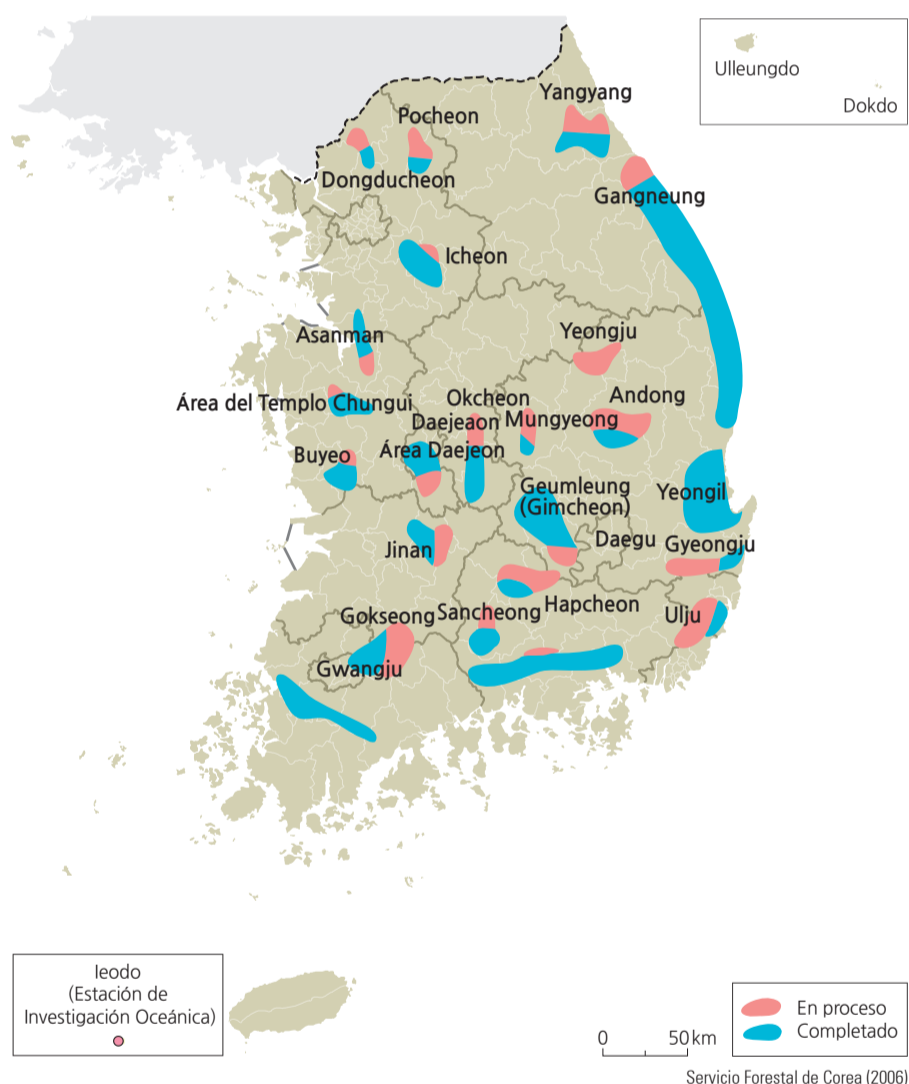 Ulleungdo
Dokdo
Yangyang
Pocheon
Dongducheon
Gangneung
Icheon
Asanman
Yeongju
Área del Templo Chungui
Okcheon
Andong
Daejeaon
Mungyeong
Buyeo
Área Daejeon
Geumleung
(Gimcheon)
Yeongil
Daegu
Gyeongju
Jinan
Gokseong
Sancheong
Hapcheon
Ulju
Gwangju
Ieodo
(Estación de
Investigación Oceánica)
En proceso
Completado
0 50 km
Servicio Forestal de Corea (2006)